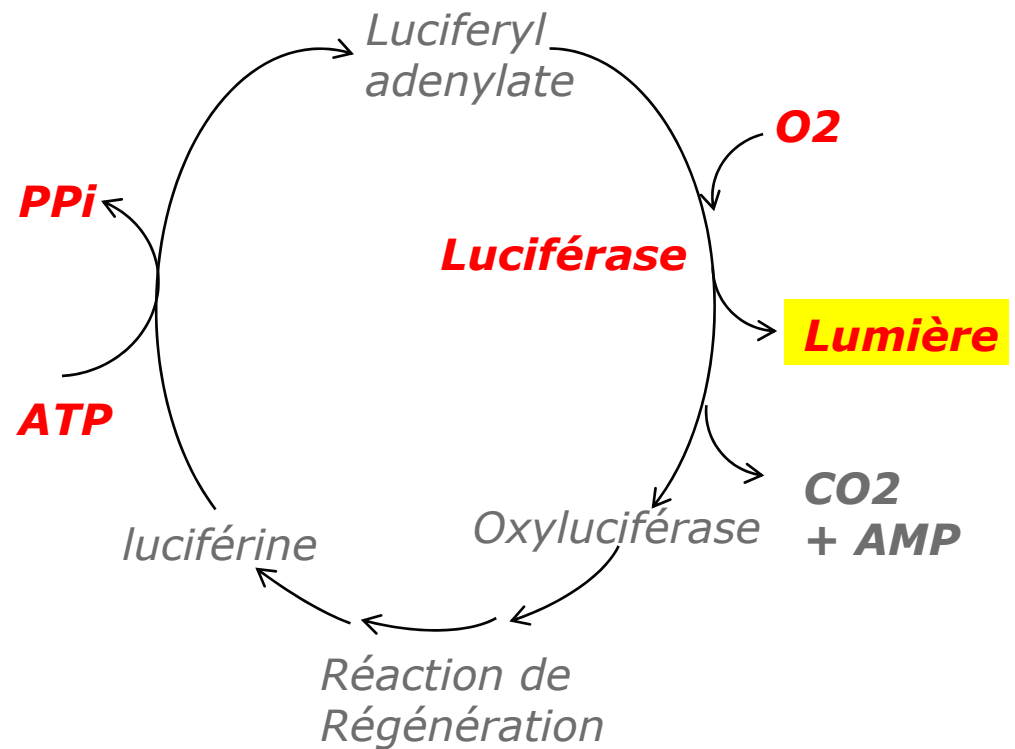 Luciferyl
adenylate
O2
PPi
Luciférase
Lumière
ATP
CO2
+ AMP
Oxyluciférase
luciférine
Réaction de
Régénération